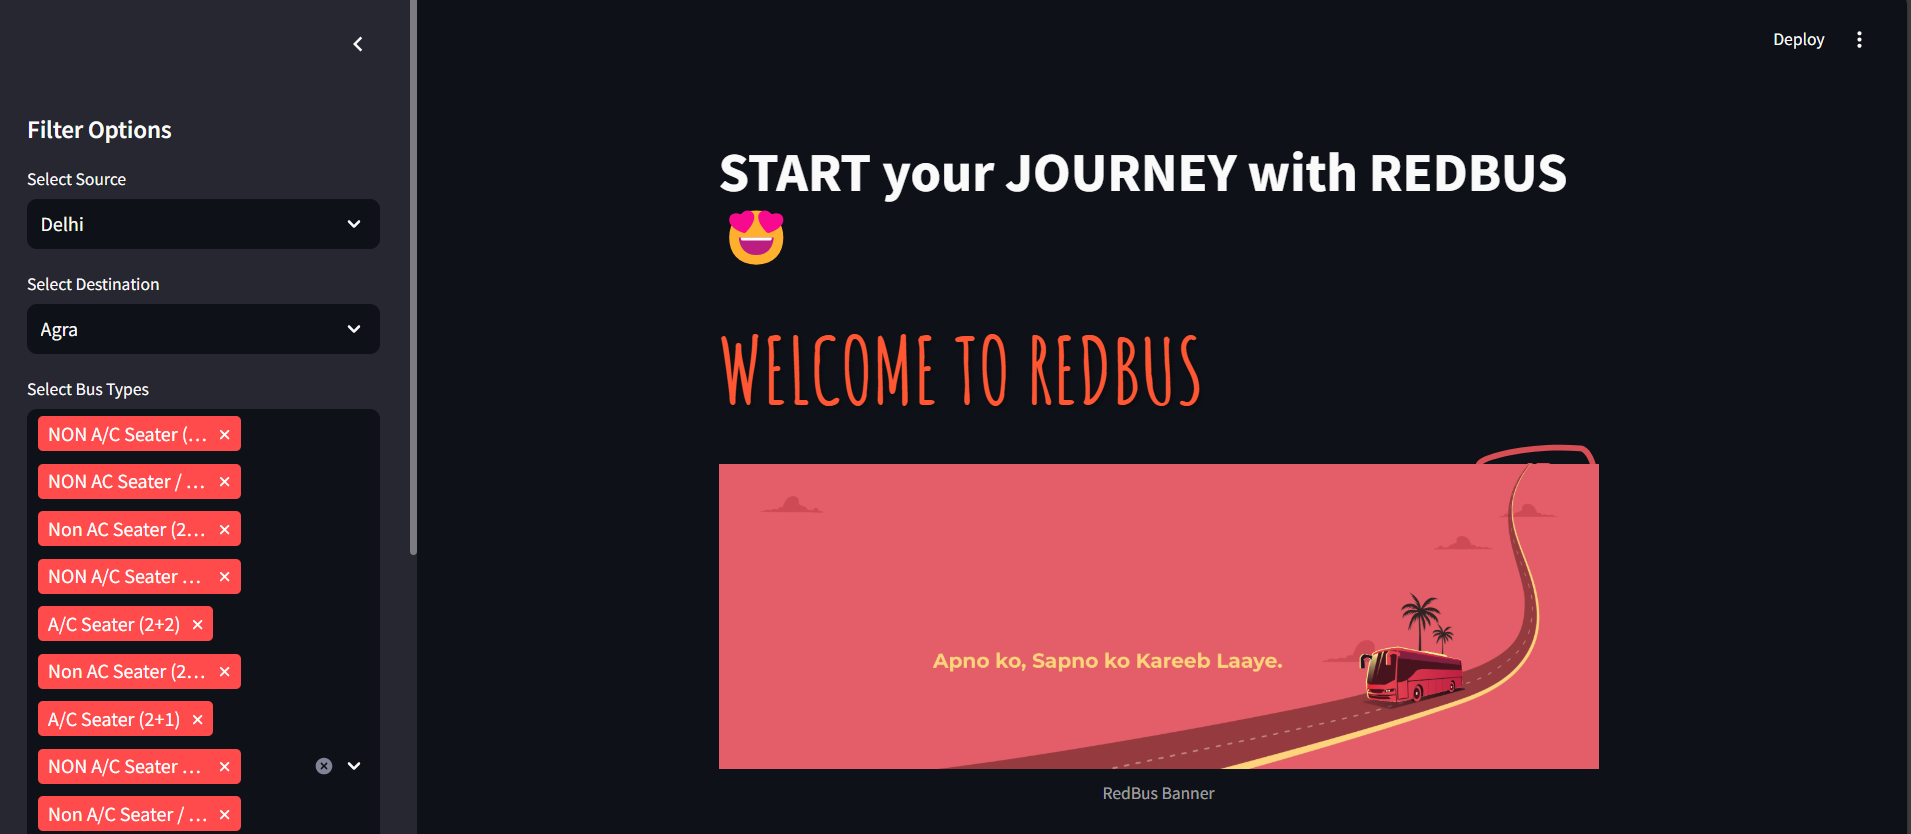 Deploy
Filter Options
Select Source
Delhi
Select Destination
Agra
Select Bus Types
NON A/C Seater (...
NON AC Seater / ...
Non AC Seater (2...
NON A/C Seater ...
A/C Seater (2+2)
Non AC Seater (2...
A/C Seater (2+1)
NON A/C Seater ...
Non A/C Seater / ...
START your JOURNEY with REDBUS
😍
WELCOME TO REDBUS
Apno ko, Sapno ko Kareeb Laaye.
RedBus Banner